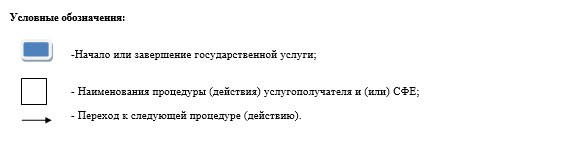 Условные обозначения:
-Начало или завершение государственной услуги;
- Наименования процедуры (действия) услугополучателя и (или) СФЕ;
- Переход к следующей процедуре (действию).